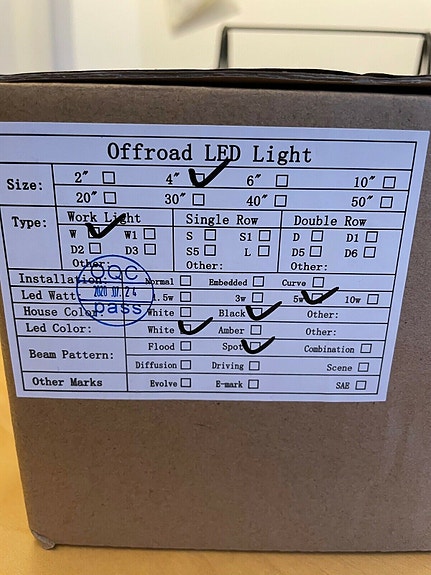 Offroad LED Light
Size: 2″ 4″ 6″ 10″
20″ 30″ 40″ 50″
Type: Work Light Single Row Double Row
W W1 S S1 D D1
D2 D3 S5 L D5 D6
Other: Other: Other:
Installation: Normal Embedded Curve
Led Watt: 1.5w 3w 5w 10w
House Color: White Black Other:
Led Color: White Amber Other:
Beam Pattern: Flood Spot Combination
Diffusion Driving Scene
Other Marks Evolve E-mark SAE
QC
pass